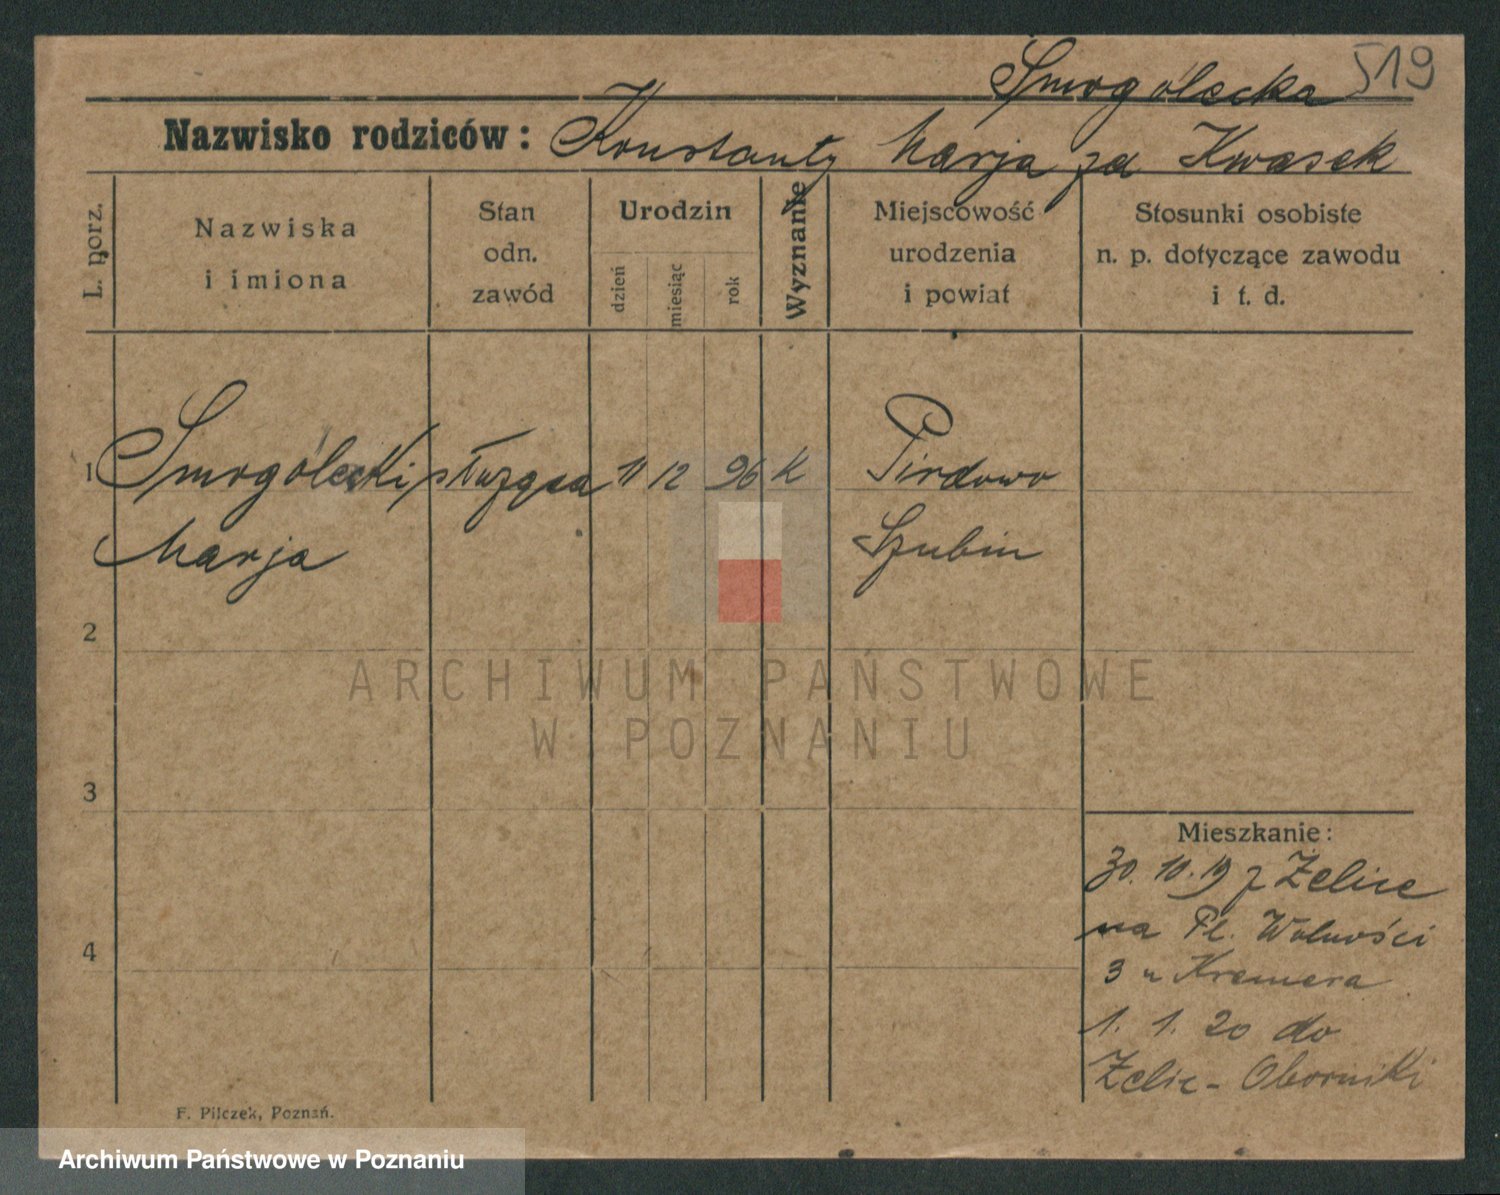 Smogólecka 519
Nazwisko rodziców: Konstanty Marja zd Kwasek
L. porz.
Nazwiska
i imiona
Stan
odn.
zawód
Urodzin
dzień
miesiąc
rok
Wyznanie
Miejscowość
urodzenia
i powiat
Stosunki osobiste
n. p. dotyczące zawodu
i t. d.
1 Smogólecki służąca 11 12 96 K Pirdowo
Marja Szubin
2
3
4
Mieszkanie:
30. 10. 19 z Żelice
na Pl. Wolności
3 u Kremera
1. 1. 20 do
Żelic - Oborniki
F. Pilczek, Poznań.
ARCHIWUM PAŃSTWOWE
W POZNANIU
Archiwum Państwowe w Poznaniu